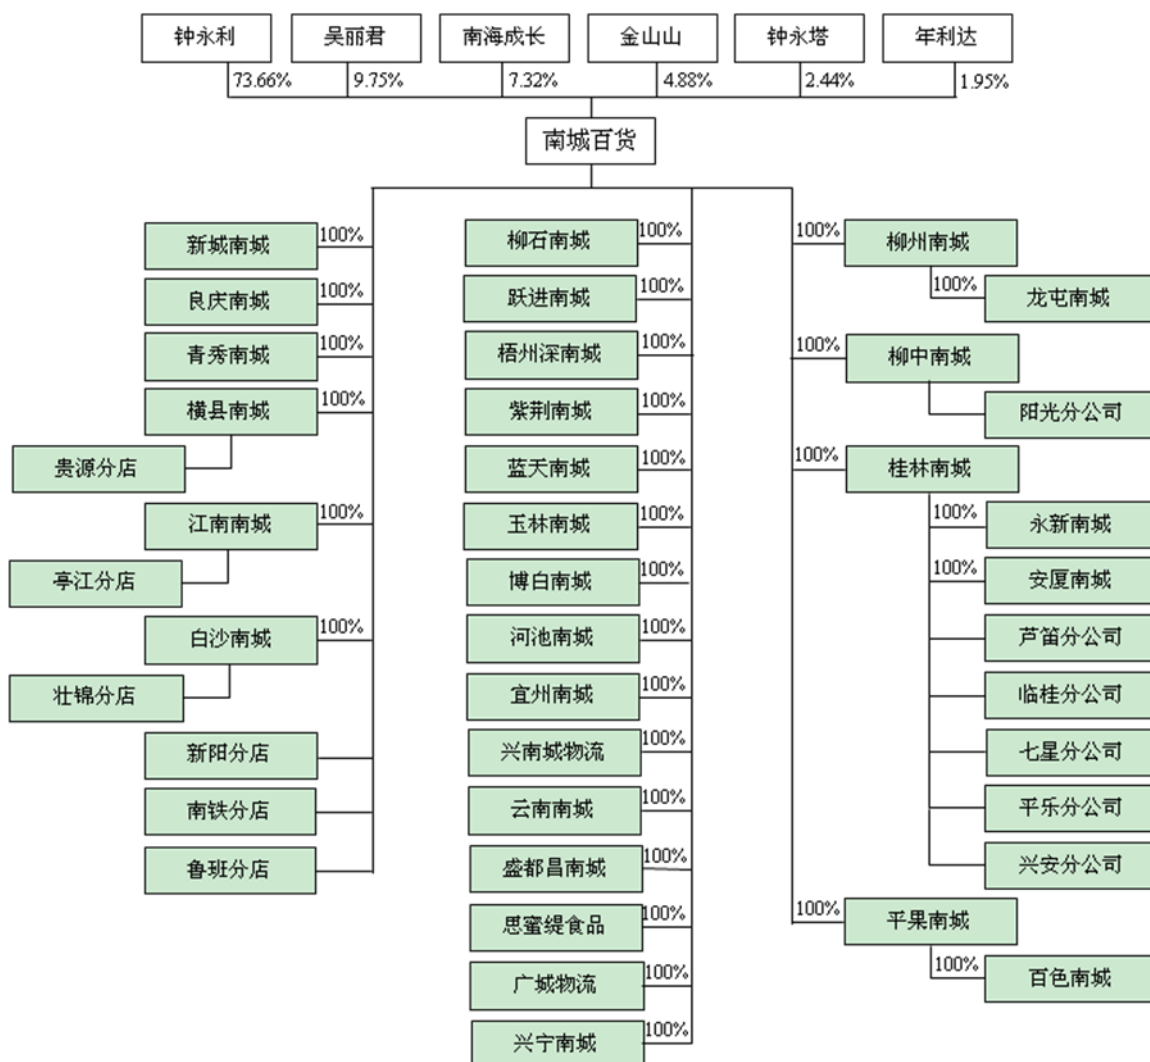 钟永利
吴丽君
南海成长
金山山
钟永塔
年利达
73.66%
9.75%
7.32%
4.88%
2.44%
1.95%
南城百货
新城南城
100%
良庆南城
100%
青秀南城
100%
横县南城
100%
贵源分店
江南南城
100%
亭江分店
白沙南城
100%
壮锦分店
新阳分店
南铁分店
鲁班分店
柳石南城
100%
跃进南城
100%
梧州深南城
100%
紫荆南城
100%
蓝天南城
100%
玉林南城
100%
博白南城
100%
河池南城
100%
宜州南城
100%
兴南城物流
100%
云南南城
100%
盛都昌南城
100%
思蜜缇食品
100%
广城物流
100%
兴宁南城
100%
100%
柳州南城
100%
龙屯南城
100%
柳中南城
阳光分公司
100%
桂林南城
100%
永新南城
100%
安厦南城
芦笛分公司
临桂分公司
七星分公司
平乐分公司
兴安分公司
100%
平果南城
100%
百色南城